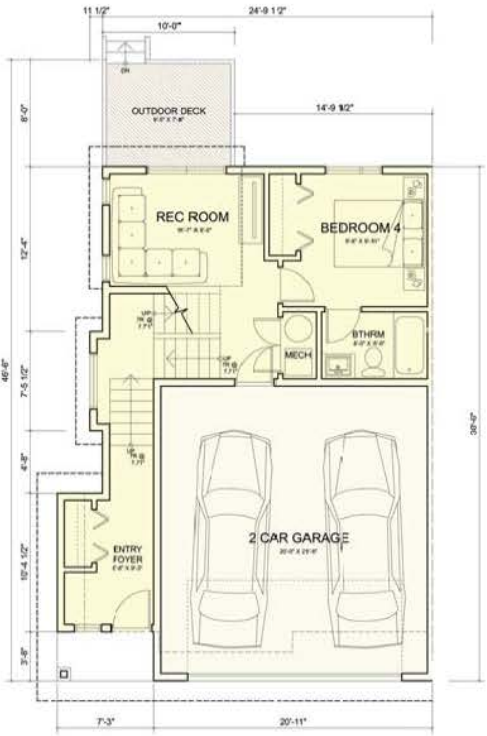 11 1/2"
24'-9 1/2"
10'-0"
DN
OUTDOOR DECK
14'-9 1/2"
8'-0"
REC ROOM
BEDROOM 4
12'-4"
UP
BTHRM
MECH
UP
46'-6"
7'-5 1/2"
4'-8"
UP
2 CAR GARAGE
ENTRY
FOYER
10'-4 1/2"
3'-8"
7'-3"
20'-11"